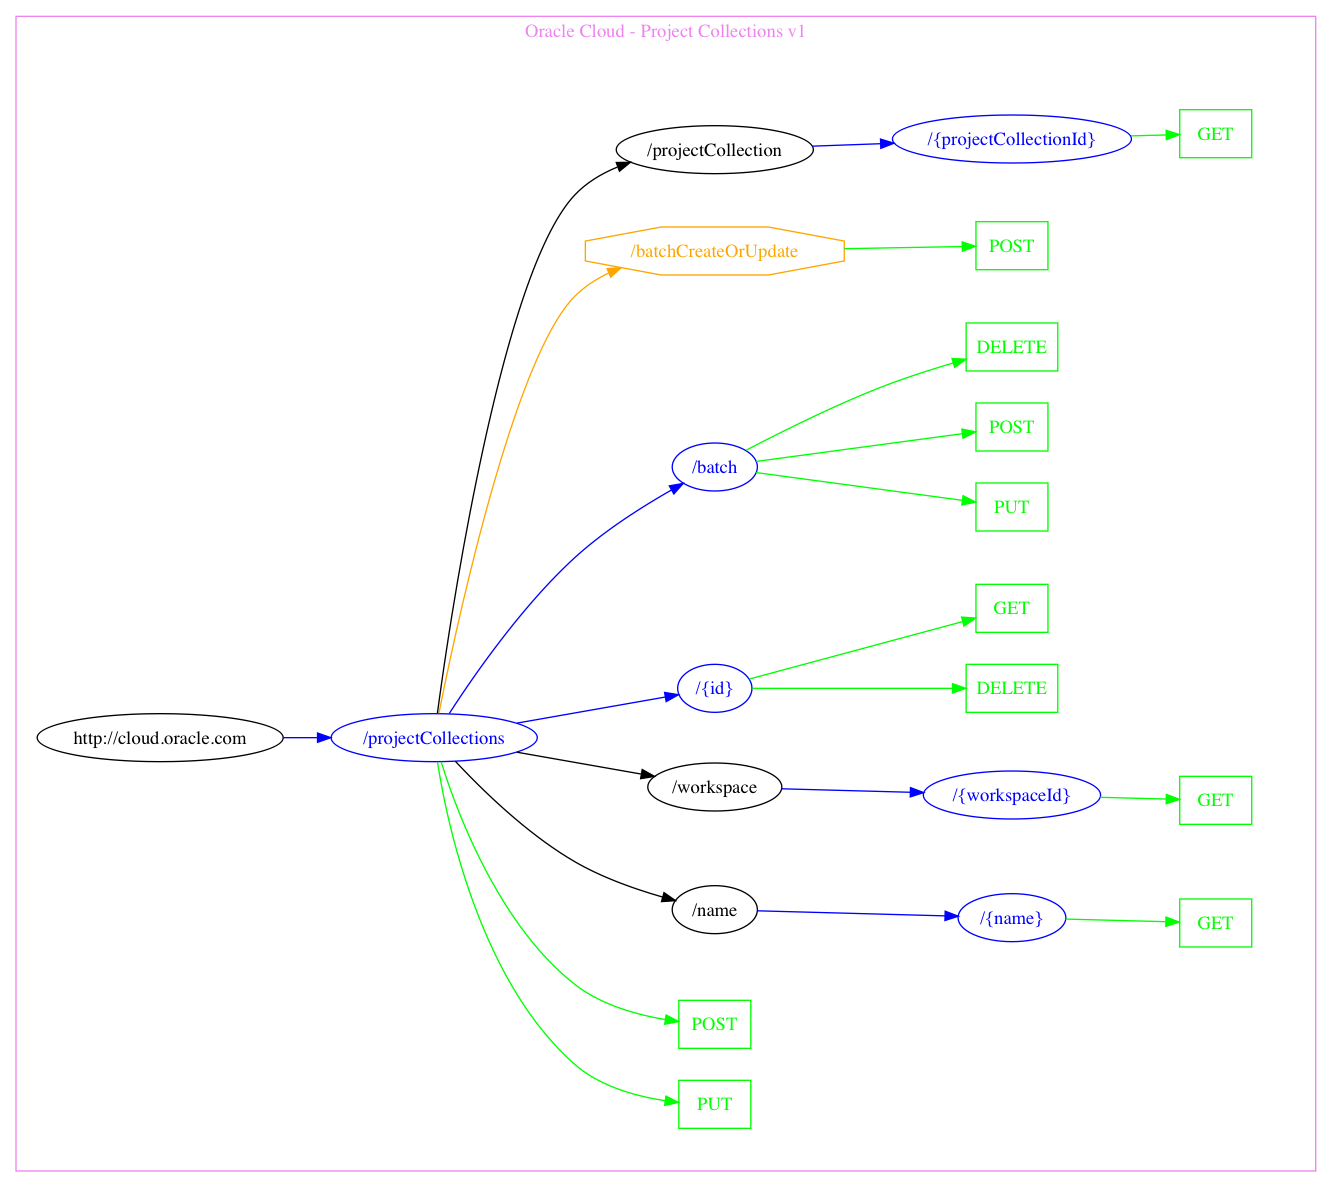 Oracle Cloud - Project Collections v1
/projectCollection
/{projectCollectionId}
GET
/batchCreateOrUpdate
POST
DELETE
POST
/batch
PUT
GET
/{id}
DELETE
http://cloud.oracle.com
/projectCollections
/workspace
/{workspaceId}
GET
/name
/{name}
GET
POST
PUT